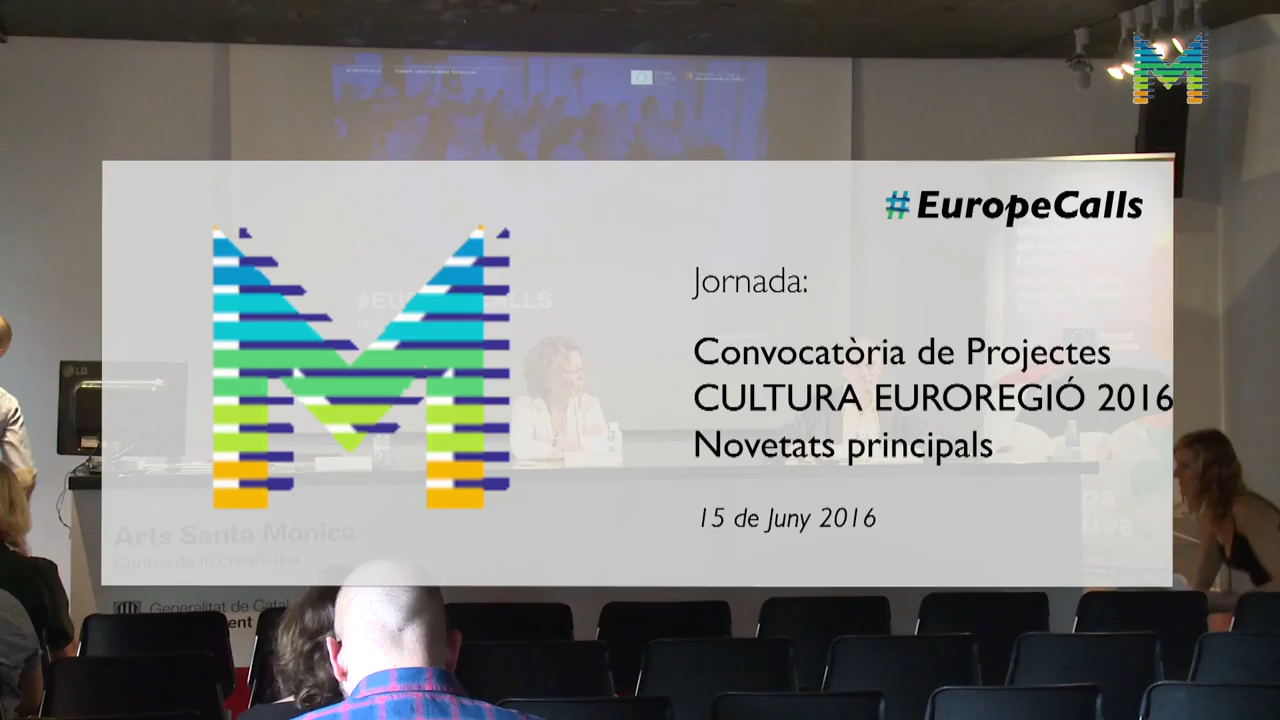 #EuropeCalls
Jornada:
Convocatòria de Projectes
CULTURA EUROREGIÓ 2016
Novetats principals
15 de Juny 2016
LG
Arts Santa Mònica
Centre de la creativitat
Generalitat de Catal